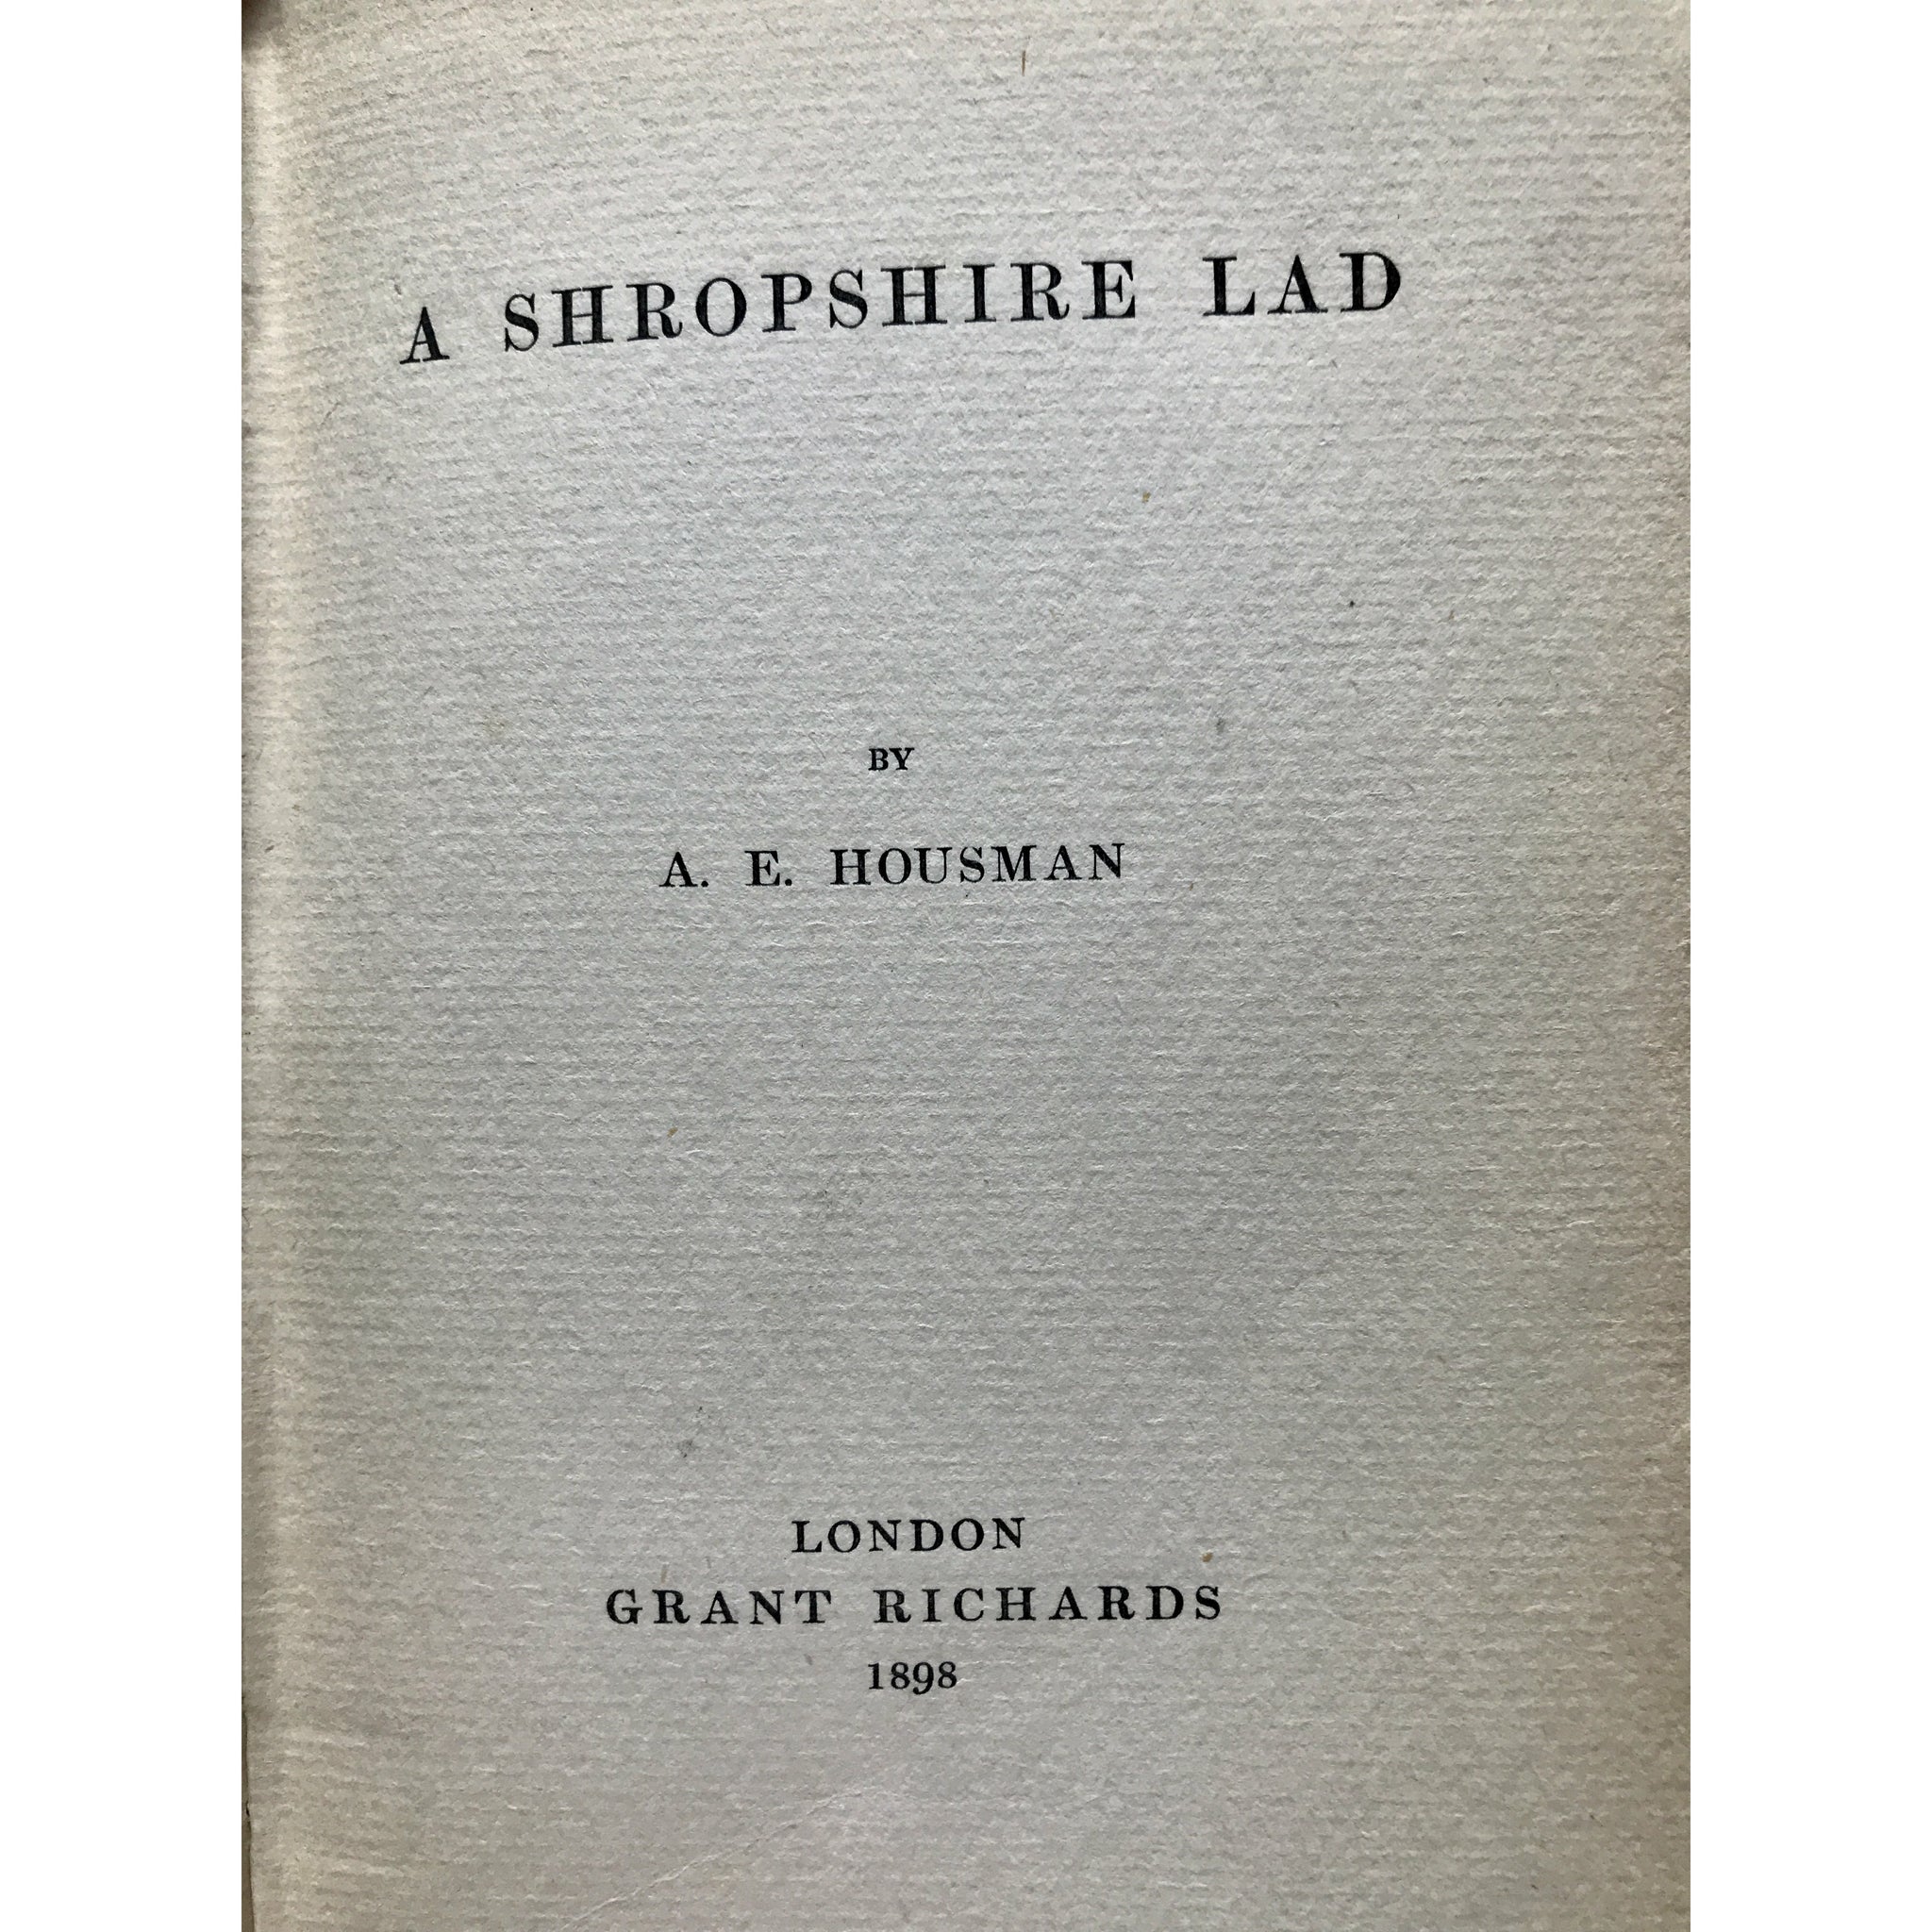 A SHROPSHIRE LAD
BY
A. E. HOUSMAN
LONDON
GRANT RICHARDS
1898